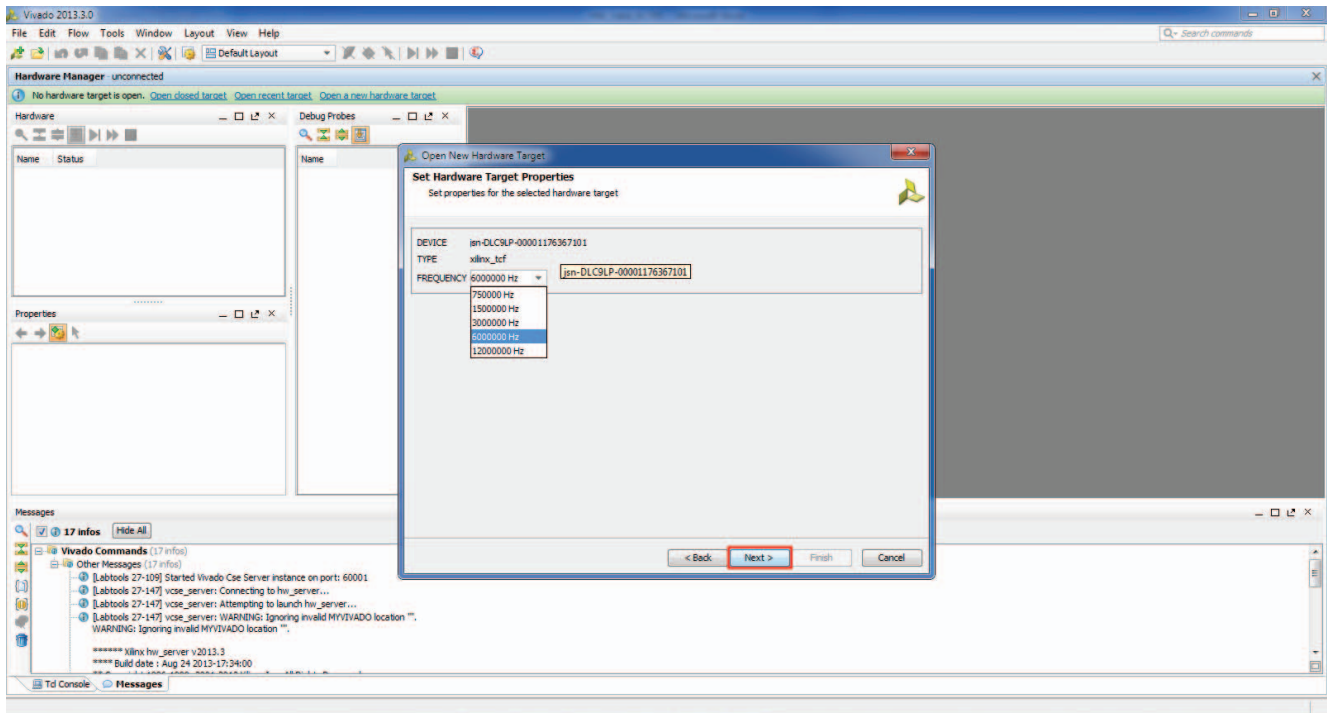 Vivado 2013.3.0
File Edit Flow Tools Window Layout View Help
Q- Search commands
Default Layout
Hardware Manager - unconnected
No hardware target is open. Open closed target Open recent target Open a new hardware target
Hardware
Debug Probes
Name Status
Name
Open New Hardware Target
Set Hardware Target Properties
Set properties for the selected hardware target
DEVICE jsn-DLC9LP-00001176367101
TYPE xilinx_tcf
FREQUENCY 6000000 Hz
jsn-DLC9LP-00001176367101
750000 Hz
1500000 Hz
3000000 Hz
6000000 Hz
12000000 Hz
Properties
< Back Next > Finish Cancel
Messages
17 infos Hide All
Vivado Commands (17 infos)
Other Messages (17 infos)
[Labtools 27-109] Started Vivado Cse Server instance on port: 60001
[Labtools 27-147] vcse_server: Connecting to hw_server...
[Labtools 27-147] vcse_server: Attempting to launch hw_server...
[Labtools 27-147] vcse_server: WARNING: Ignoring invalid MYVIVADO location "".
WARNING: Ignoring invalid MYVIVADO location "".
****** Xilinx hw_server v2013.3
**** Build date : Aug 24 2013-17:34:00
Tcl Console Messages